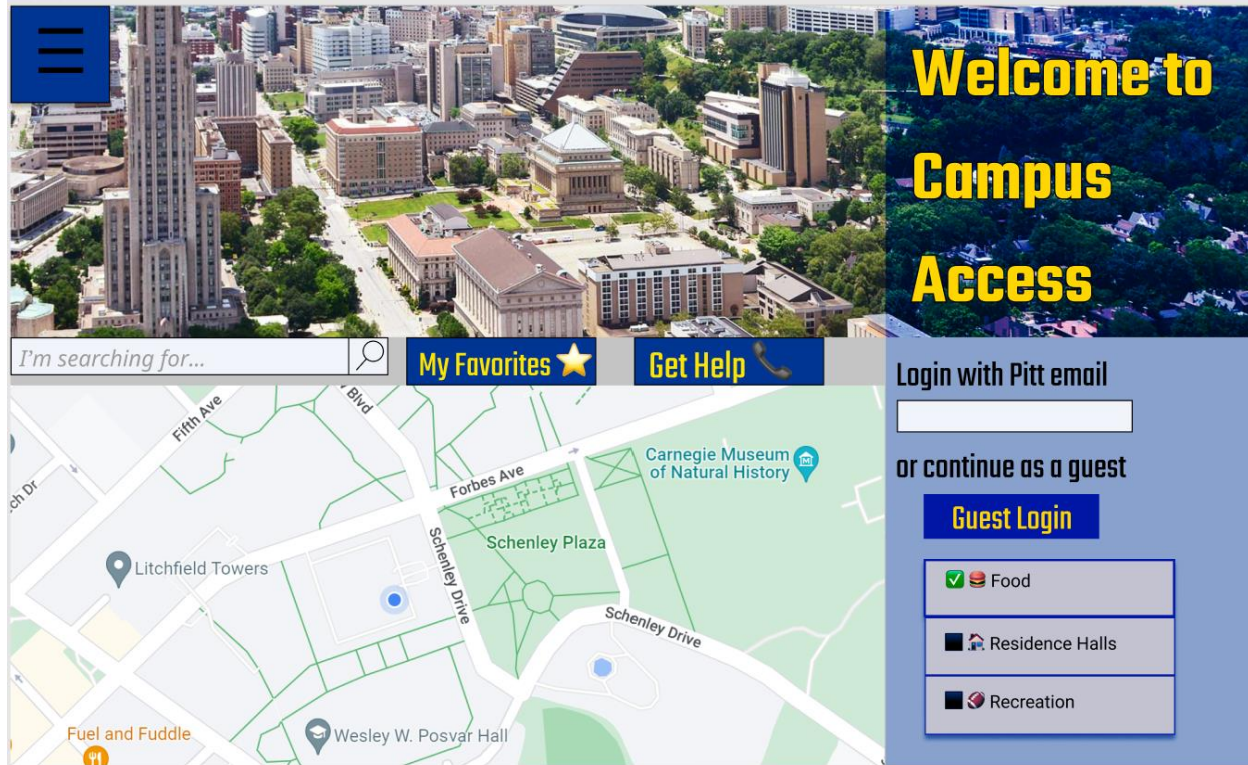 Welcome to
Campus
Access
I'm searching for...
My Favorites
Get Help
Login with Pitt email
or continue as a guest
Guest Login
Food
Residence Halls
Recreation
Fifth Ave
Blvd
Forbes Ave
Carnegie Museum
of Natural History
Schenley Plaza
Schenley Drive
Schenley Drive
Litchfield Towers
Wesley W. Posvar Hall
Fuel and Fuddle